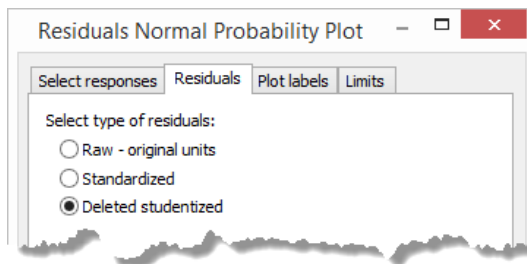 Residuals Normal Probability Plot
Select responses Residuals Plot labels Limits
Select type of residuals:
Raw - original units
Standardized
Deleted studentized